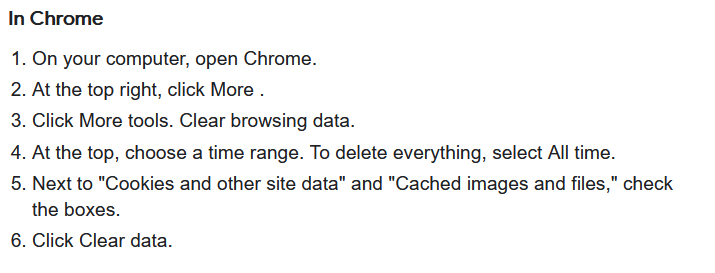 In Chrome
1. On your computer, open Chrome.
2. At the top right, click More .
3. Click More tools. Clear browsing data.
4. At the top, choose a time range. To delete everything, select All time.
5. Next to "Cookies and other site data" and "Cached images and files," check
the boxes.
6. Click Clear data.